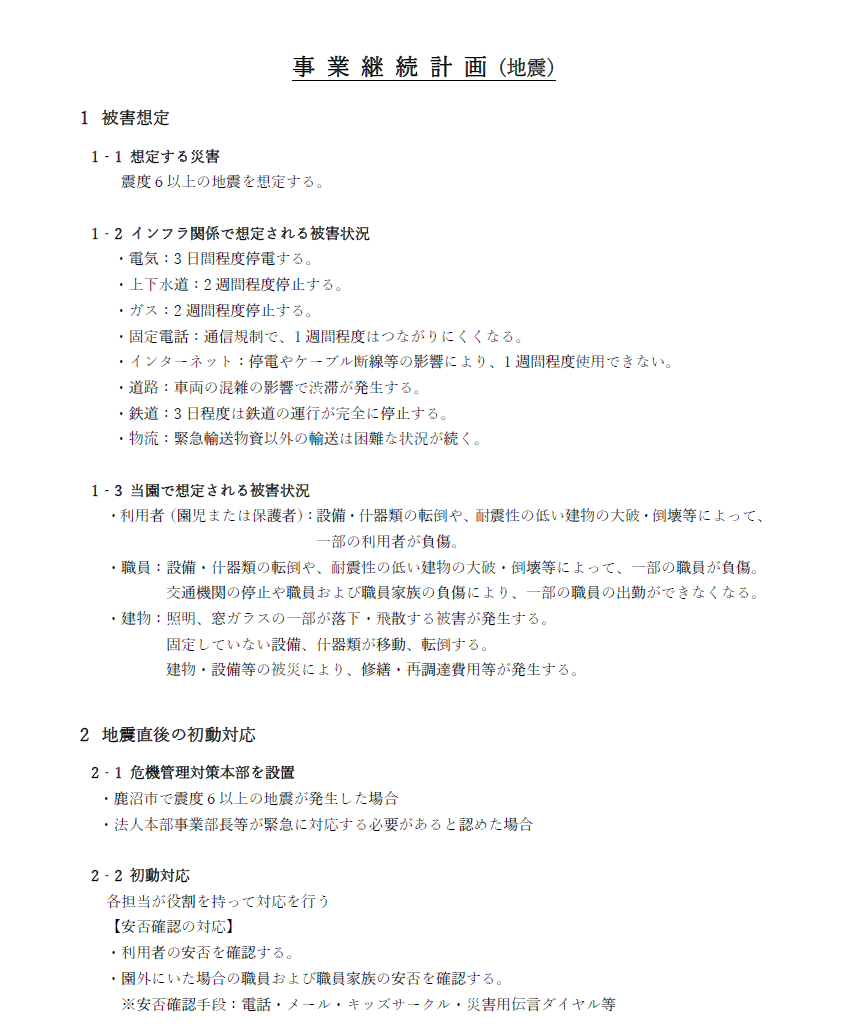 事業継続計画（地震）
1 被害想定
1-1 想定する災害
震度６以上の地震を想定する。
1-2 インフラ関係で想定される被害状況
・電気：3日間程度停電する。
・上下水道：2週間程度停止する。
・ガス：2週間程度停止する。
・固定電話：通信規制で、1週間程度はつながりにくくなる。
・インターネット：停電やケーブル断線等の影響により、1週間程度使用できない。
・道路：車両の混雑の影響で渋滞が発生する。
・鉄道：3日程度は鉄道の運行が完全に停止する。
・物流：緊急輸送物資以外の輸送は困難な状況が続く。
1-3 当園で想定される被害状況
・利用者（園児または保護者）：設備・什器類の転倒や、耐震性の低い建物の大破・倒壊等によって、
一部の利用者が負傷。
・職員：設備・什器類の転倒や、耐震性の低い建物の大破・倒壊等によって、一部の職員が負傷。
交通機関の停止や職員および職員家族の負傷により、一部の職員の出勤ができなくなる。
・建物：照明、窓ガラスの一部が落下・飛散する被害が発生する。
固定していない設備、什器類が移動、転倒する。
建物・設備等の被災により、修繕・再調達費用等が発生する。
2 地震直後の初動対応
2-1 危機管理対策本部を設置
・鹿沼市で震度６以上の地震が発生した場合
・法人本部事業部長等が緊急に対応する必要があると認めた場合
2-2 初動対応
各担当が役割を持って対応を行う
【安否確認の対応】
・利用者の安否を確認する。
・園外にいた場合の職員および職員家族の安否を確認する。
※安否確認手段：電話・メール・キッズサークル・災害用伝言ダイヤル等